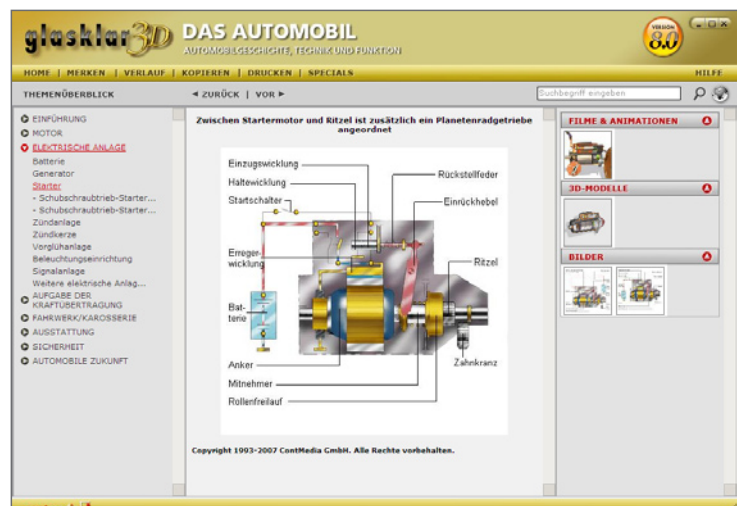 glasklar3D
DAS AUTOMOBIL
AUTOMOBILGESCHICHTE, TECHNIK UND FUNKTION
VERSION
8.0
HOME | MERKEN | VERLAUF | KOPIEREN | DRUCKEN | SPECIALS
HILFE
THEMENÜBERBLICK
ZURÜCK | VOR
Suchbegriff eingeben
EINFÜHRUNG
MOTOR
ELEKTRISCHE ANLAGE
Batterie
Generator
Starter
- Schubschraubtrieb-Starter...
- Schubschraubtrieb-Starter...
Zündanlage
Zündkerze
Vorglühanlage
Beleuchtungseinrichtung
Signalanlage
Weitere elektrische Anlag...
AUFGABE DER
KRAFTÜBERTRAGUNG
FAHRWERK/KAROSSERIE
AUSSTATTUNG
SICHERHEIT
AUTOMOBILE ZUKUNFT
Zwischen Startermotor und Ritzel ist zusätzlich ein Planetenradgetriebe
angeordnet
Einzugswicklung
Haltewicklung
Startschalter
Rückstellfeder
Einrückhebel
Erreger-
wicklung
Ritzel
Bat-
terie
Anker
Zahnkranz
Mitnehmer
Rollenfreilauf
Copyright 1993-2007 ContMedia GmbH. Alle Rechte vorbehalten.
FILME & ANIMATIONEN
3D-MODELLE
BILDER